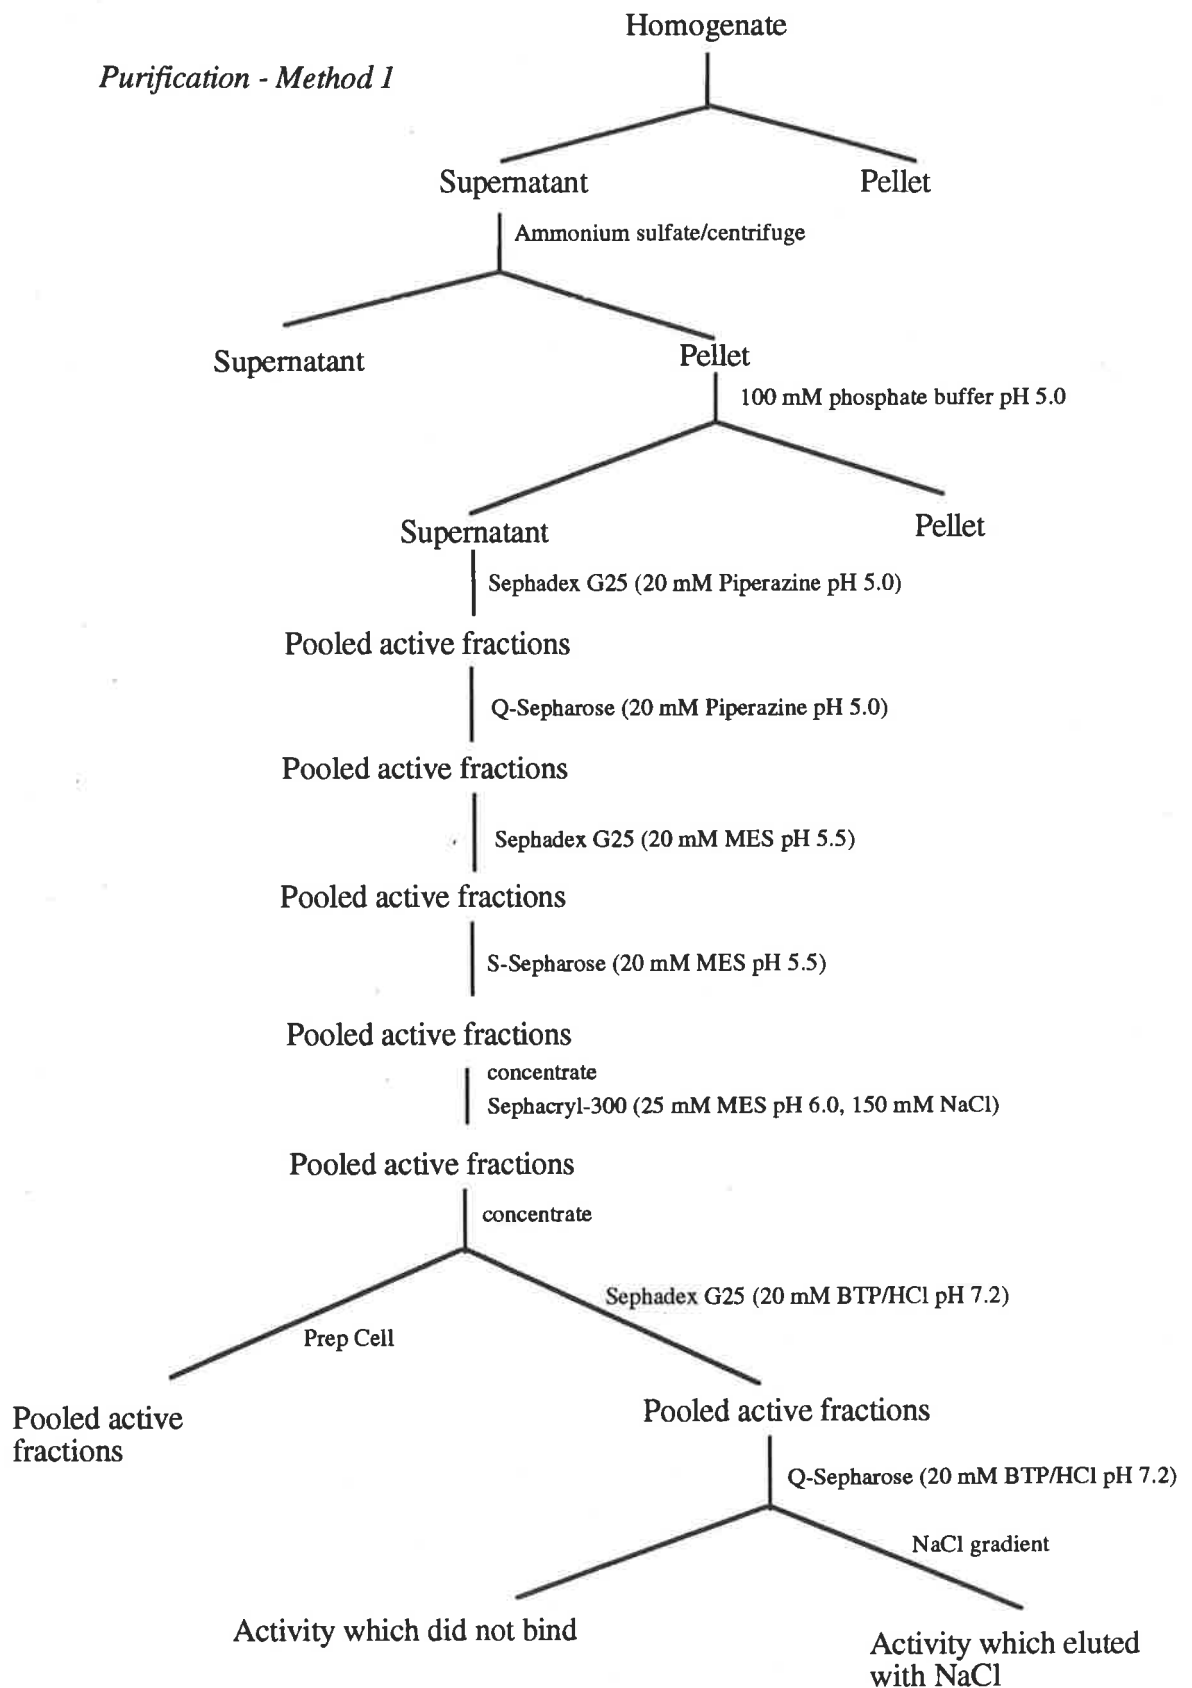 Homogenate
Purification - Method 1
Supernatant
Pellet
Ammonium sulfate/centrifuge
Supernatant
Pellet
100 mM phosphate buffer pH 5.0
Supernatant
Pellet
Sephadex G25 (20 mM Piperazine pH 5.0)
Pooled active fractions
Q-Sepharose (20 mM Piperazine pH 5.0)
Pooled active fractions
Sephadex G25 (20 mM MES pH 5.5)
Pooled active fractions
S-Sepharose (20 mM MES pH 5.5)
Pooled active fractions
concentrate
Sephacryl-300 (25 mM MES pH 6.0, 150 mM NaCl)
Pooled active fractions
concentrate
Sephadex G25 (20 mM BTP/HCl pH 7.2)
Prep Cell
Pooled active
fractions
Pooled active fractions
Q-Sepharose (20 mM BTP/HCl pH 7.2)
NaCl gradient
Activity which did not bind
Activity which eluted
with NaCl